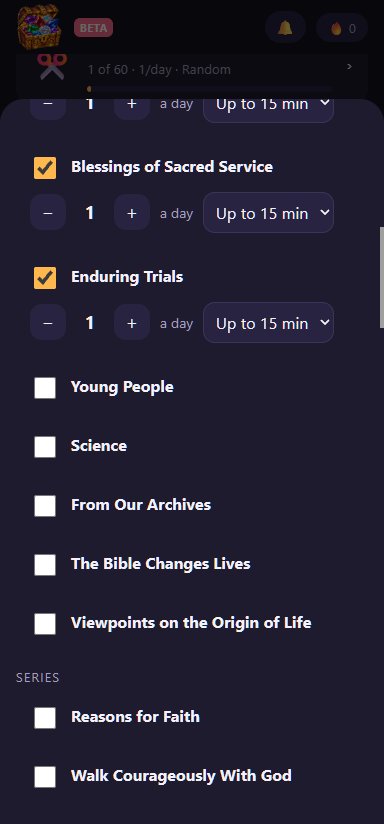 BETA
0
1 of 60 · 1/day · Random
− 1 + a day Up to 15 min
Blessings of Sacred Service
− 1 + a day Up to 15 min
Enduring Trials
− 1 + a day Up to 15 min
Young People
Science
From Our Archives
The Bible Changes Lives
Viewpoints on the Origin of Life
SERIES
Reasons for Faith
Walk Courageously With God